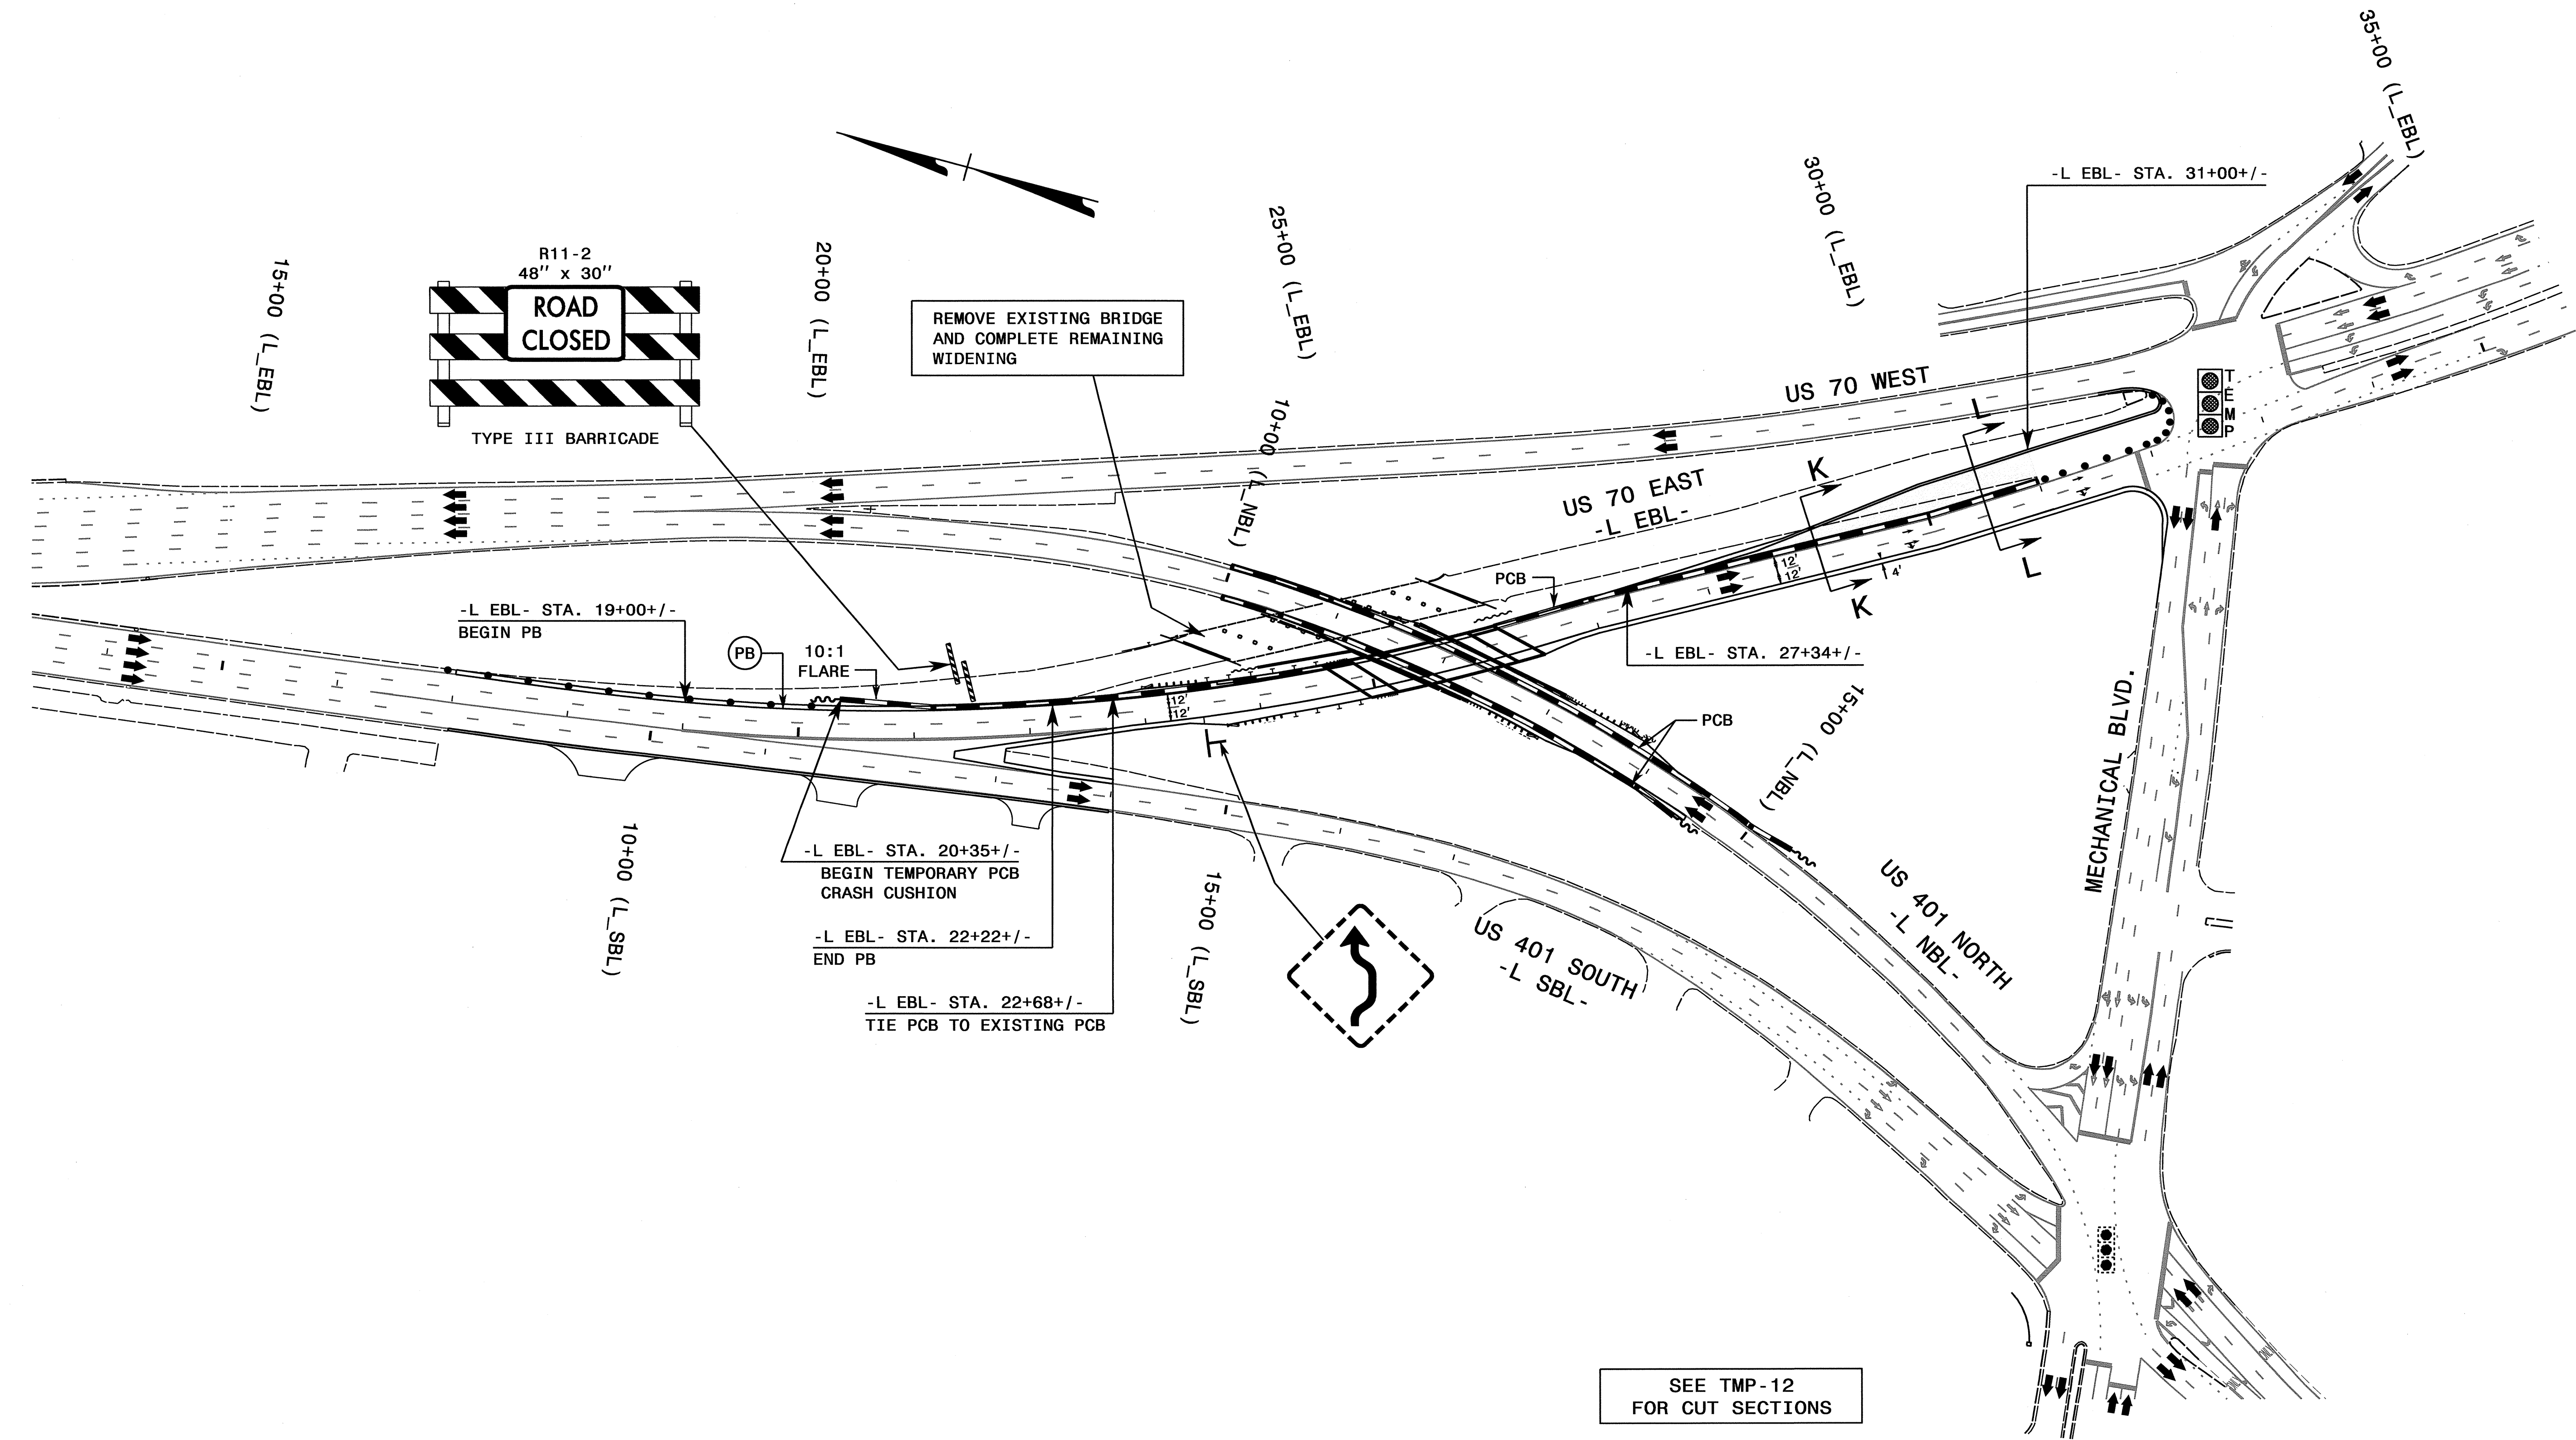 35+00 (L_EBL)
30+00 (L_EBL)
-L EBL- STA. 31+00+/-
25+00 (L_EBL)
20+00 (L_EBL)
15+00 (L_EBL)
R11-2
48" x 30"
ROAD
CLOSED
TYPE III BARRICADE
REMOVE EXISTING BRIDGE
AND COMPLETE REMAINING
WIDENING
10+00 (L_NBL)
US 70 WEST
L
TEMP
K
US 70 EAST
-L EBL-
L
PCB
12'
12'
4'
K
-L EBL- STA. 19+00+/-
BEGIN PB
PB
10:1
FLARE
-L EBL- STA. 27+34+/-
12'
12'
PCB
15+00 (L_NBL)
MECHANICAL BLVD.
10+00 (L_SBL)
-L EBL- STA. 20+35+/-
BEGIN TEMPORARY PCB
CRASH CUSHION
15+00 (L_SBL)
US 401 NORTH
-L NBL-
US 401 SOUTH
-L SBL-
-L EBL- STA. 22+22+/-
END PB
-L EBL- STA. 22+68+/-
TIE PCB TO EXISTING PCB
SEE TMP-12
FOR CUT SECTIONS